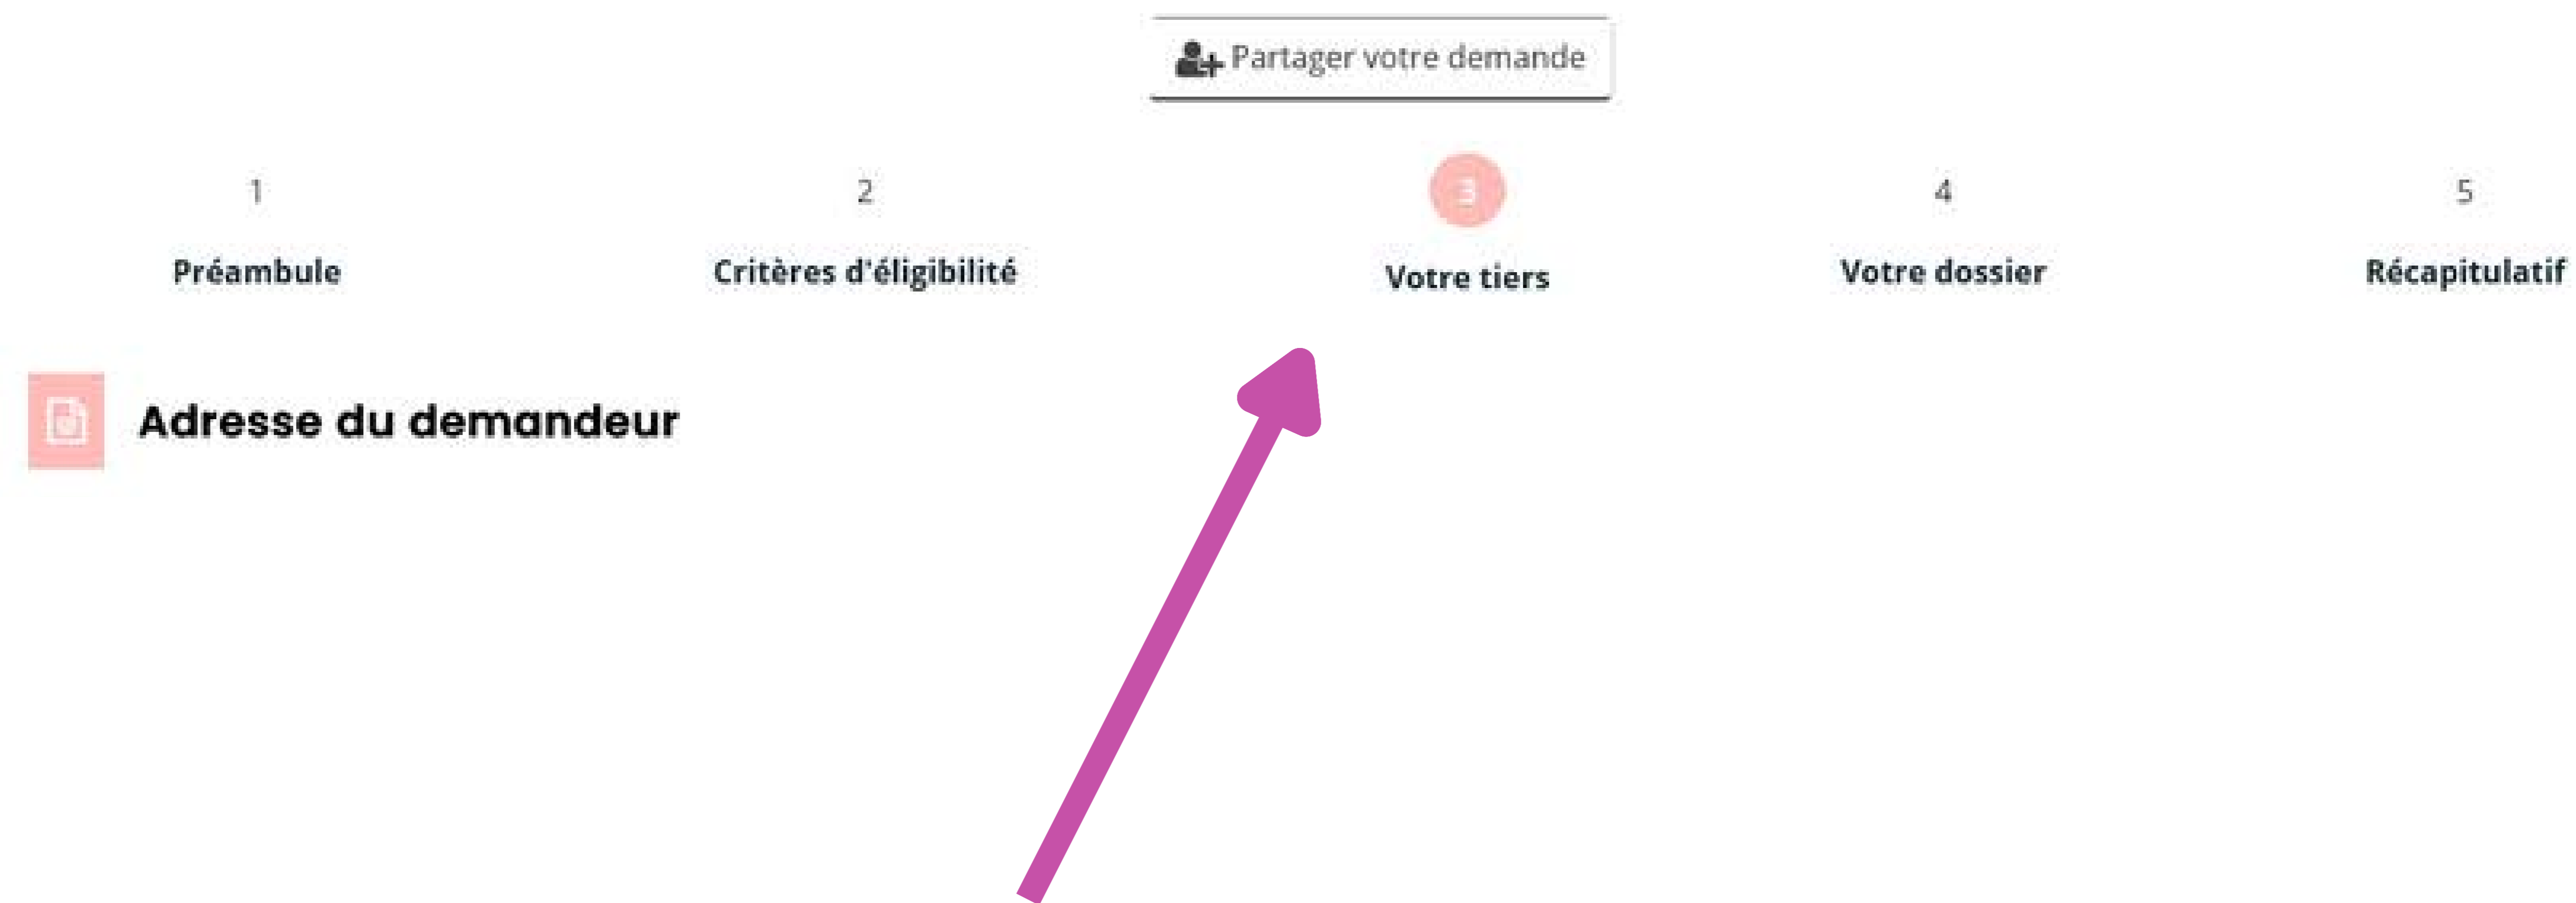 Partager votre demande
1 2 3 4 5
Préambule Critères d'éligibilité Votre tiers Votre dossier Récapitulatif
Adresse du demandeur